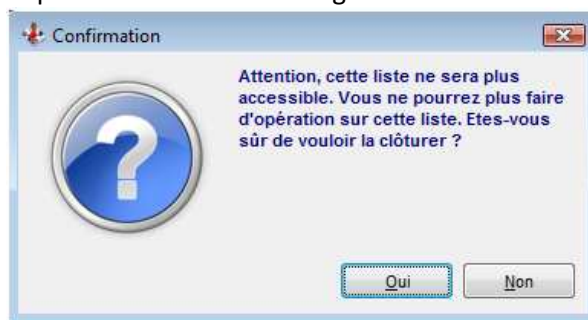 Confirmation
Attention, cette liste ne sera plus
accessible. Vous ne pourrez plus faire
d'opération sur cette liste. Etes-vous
sûr de vouloir la clôturer ?
Oui
Non